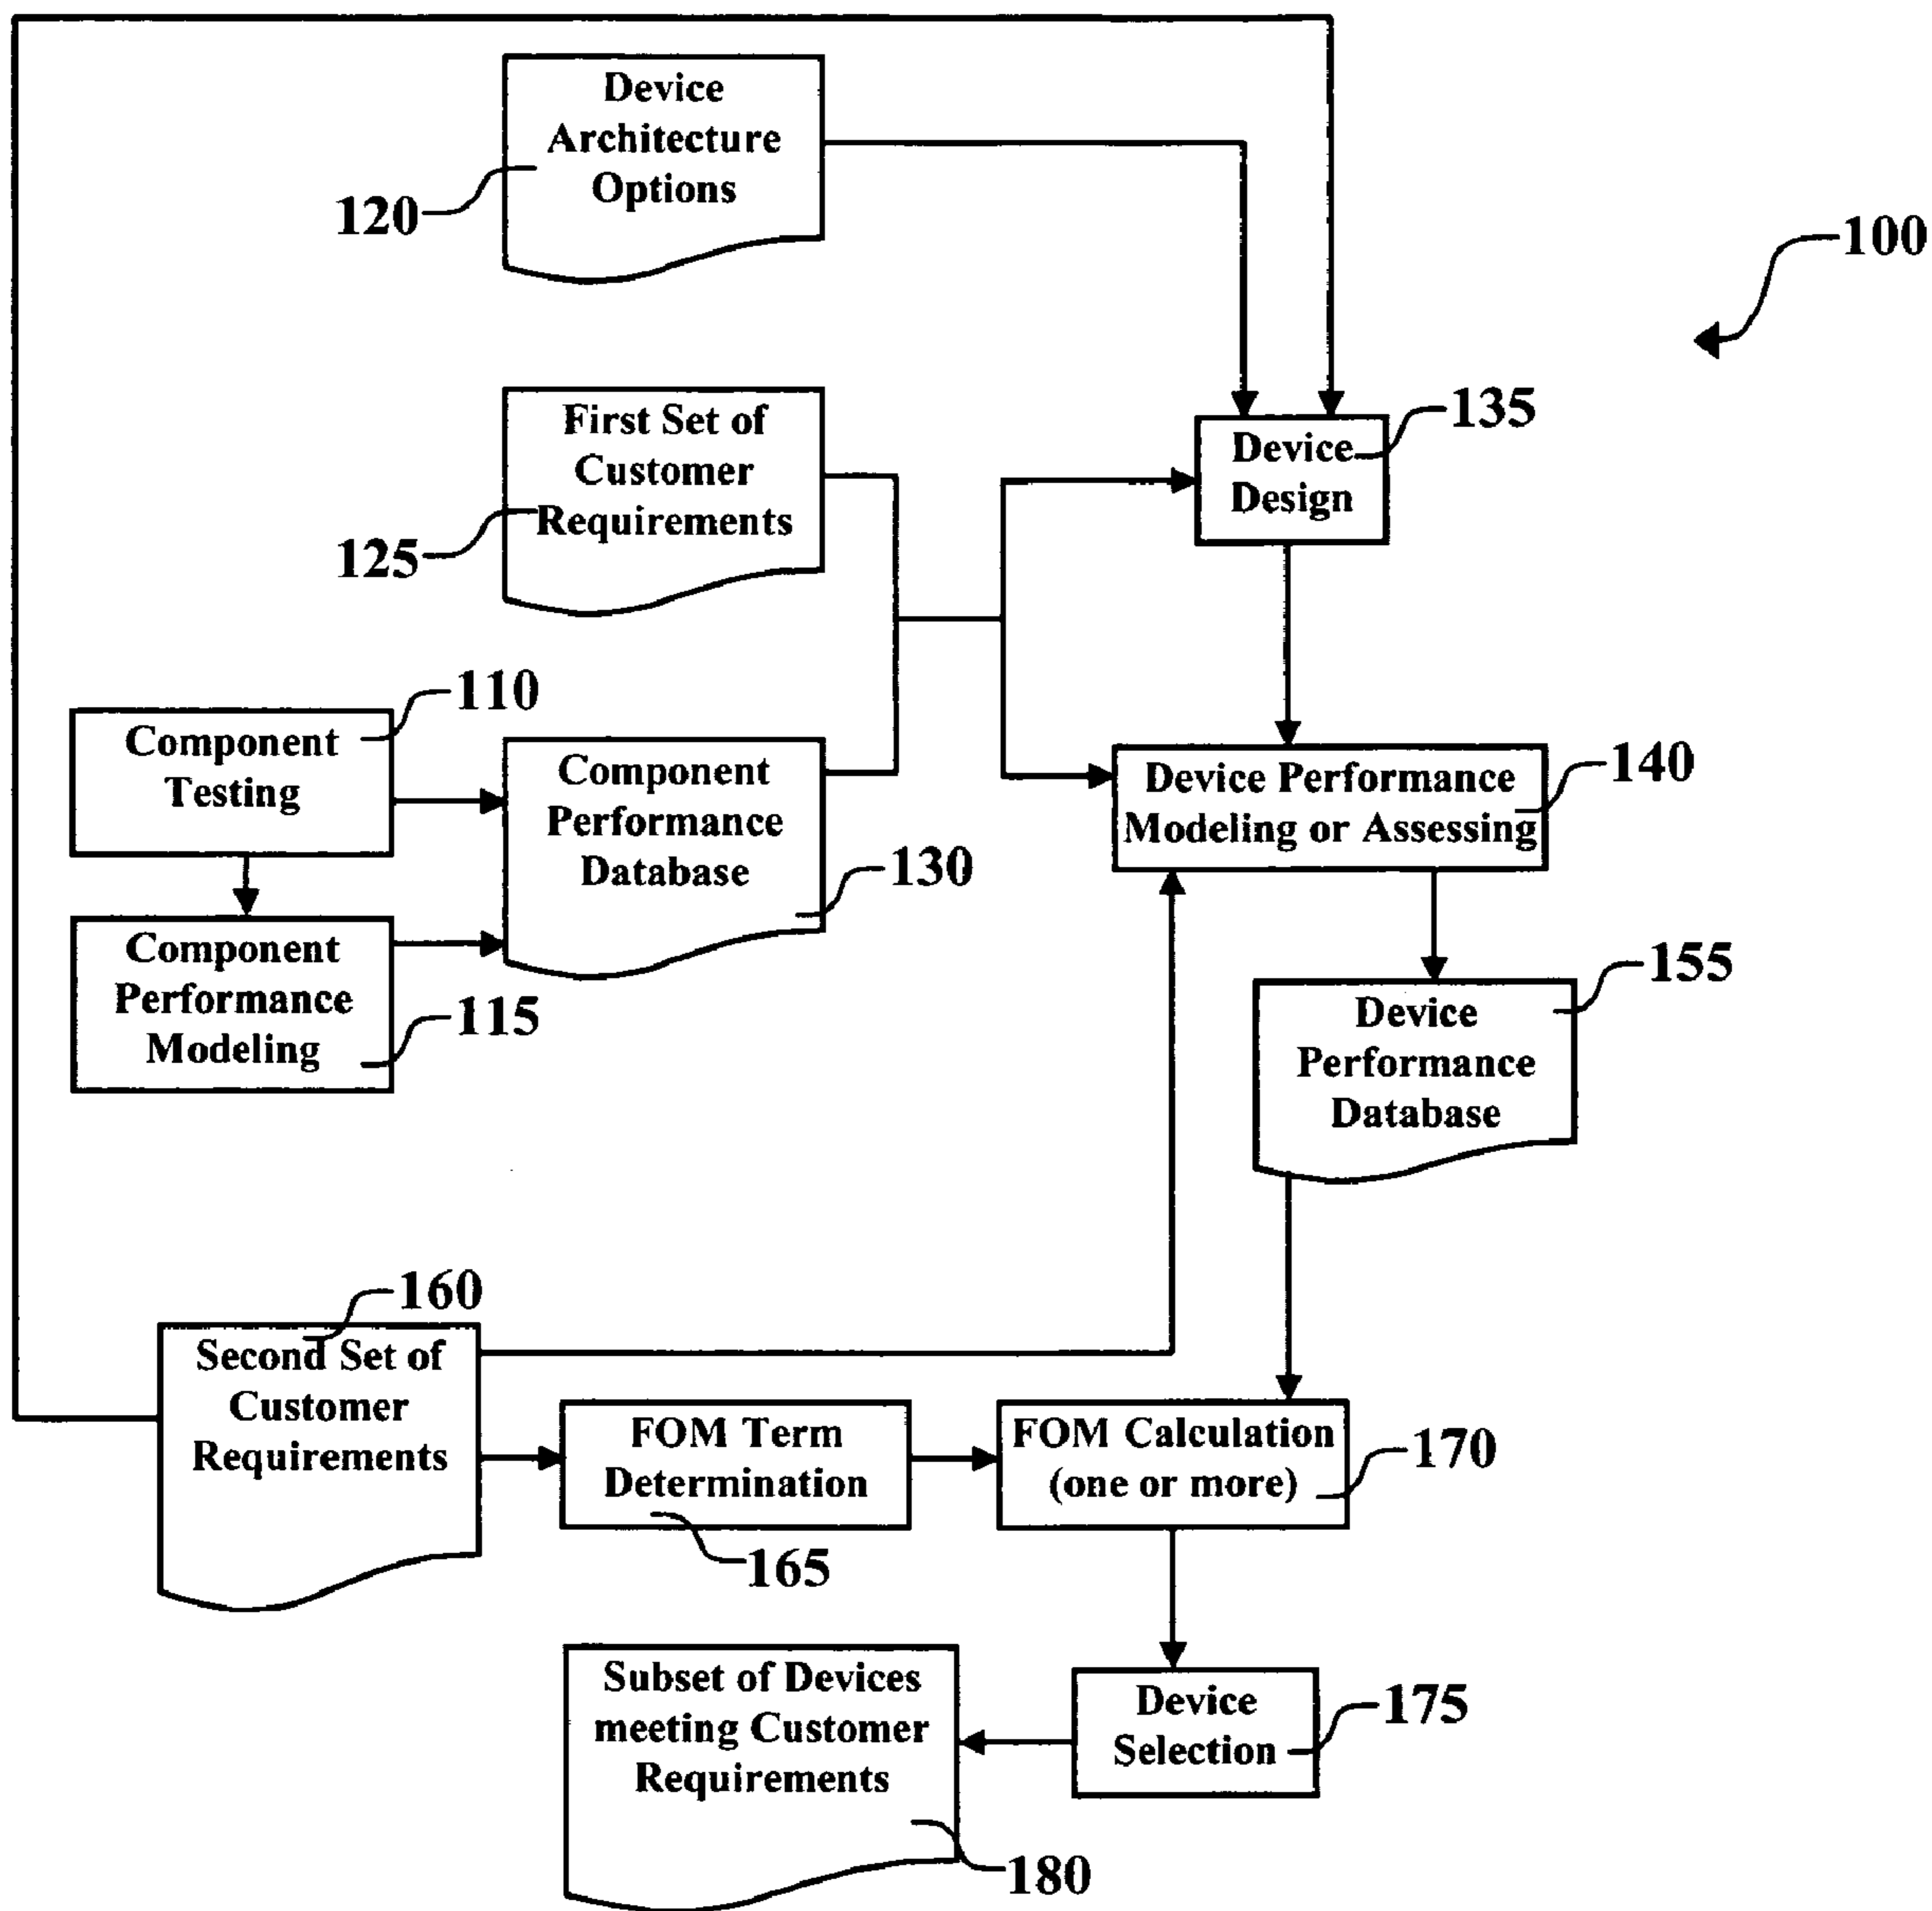 Device
Architecture
Options
120
100
First Set of
Customer
Requirements
125
135
Device
Design
110
Component
Testing
Component
Performance
Database
130
Device Performance
Modeling or Assessing
140
Component
Performance
Modeling
115
155
Device
Performance
Database
160
Second Set of
Customer
Requirements
FOM Term
Determination
165
FOM Calculation
(one or more)
170
Subset of Devices
meeting Customer
Requirements
180
Device
Selection
175